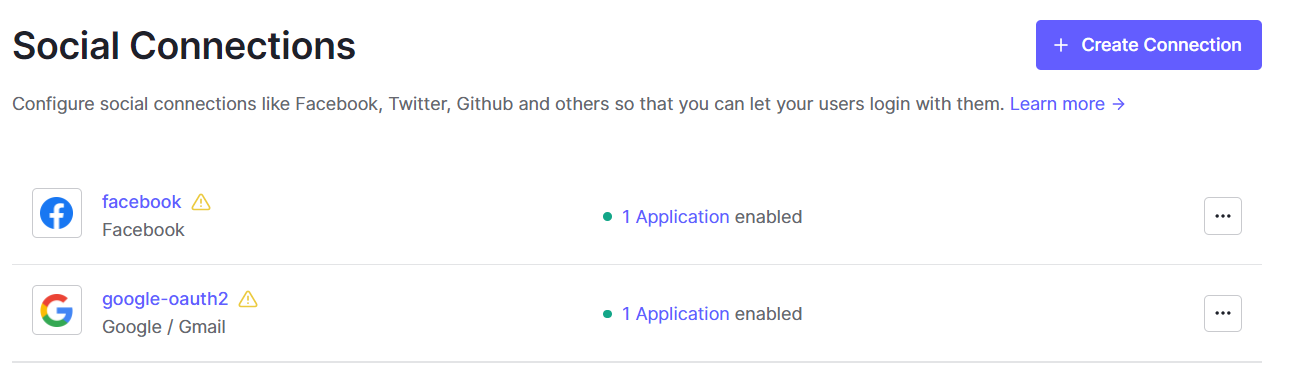 Social Connections
+ Create Connection
Configure social connections like Facebook, Twitter, Github and others so that you can let your users login with them. Learn more →
facebook
Facebook
1 Application enabled
google-oauth2
Google / Gmail
1 Application enabled